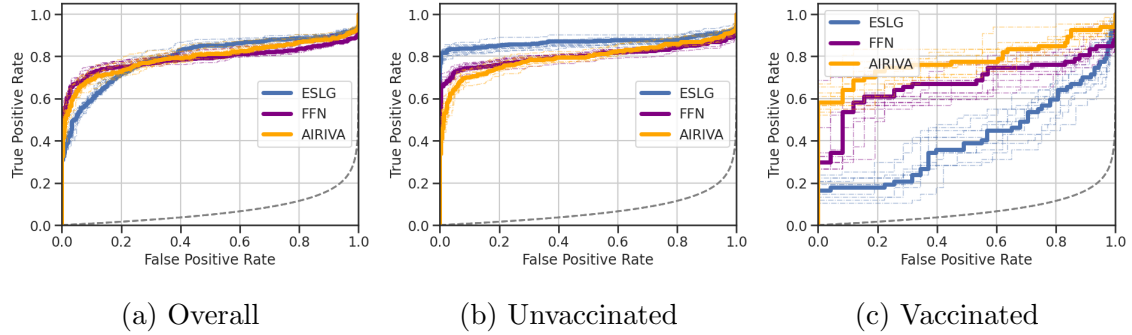 True Positive Rate
1.0
0.8
0.6
0.4
0.2
0.0
0.0 0.2 0.4 0.6 0.8 1.0
False Positive Rate
ESLG
FFN
AIRIVA
(a) Overall
True Positive Rate
1.0
0.8
0.6
0.4
0.2
0.0
0.0 0.2 0.4 0.6 0.8 1.0
False Positive Rate
ESLG
FFN
AIRIVA
(b) Unvaccinated
True Positive Rate
1.0
0.8
0.6
0.4
0.2
0.0
0.0 0.2 0.4 0.6 0.8 1.0
False Positive Rate
ESLG
FFN
AIRIVA
(c) Vaccinated